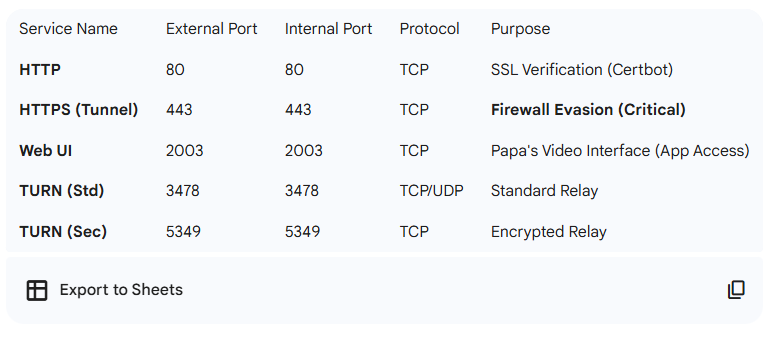 Service Name External Port Internal Port Protocol Purpose
HTTP 80 80 TCP SSL Verification (Certbot)
HTTPS (Tunnel) 443 443 TCP Firewall Evasion (Critical)
Web UI 2003 2003 TCP Papa's Video Interface (App Access)
TURN (Std) 3478 3478 TCP/UDP Standard Relay
TURN (Sec) 5349 5349 TCP Encrypted Relay
Export to Sheets